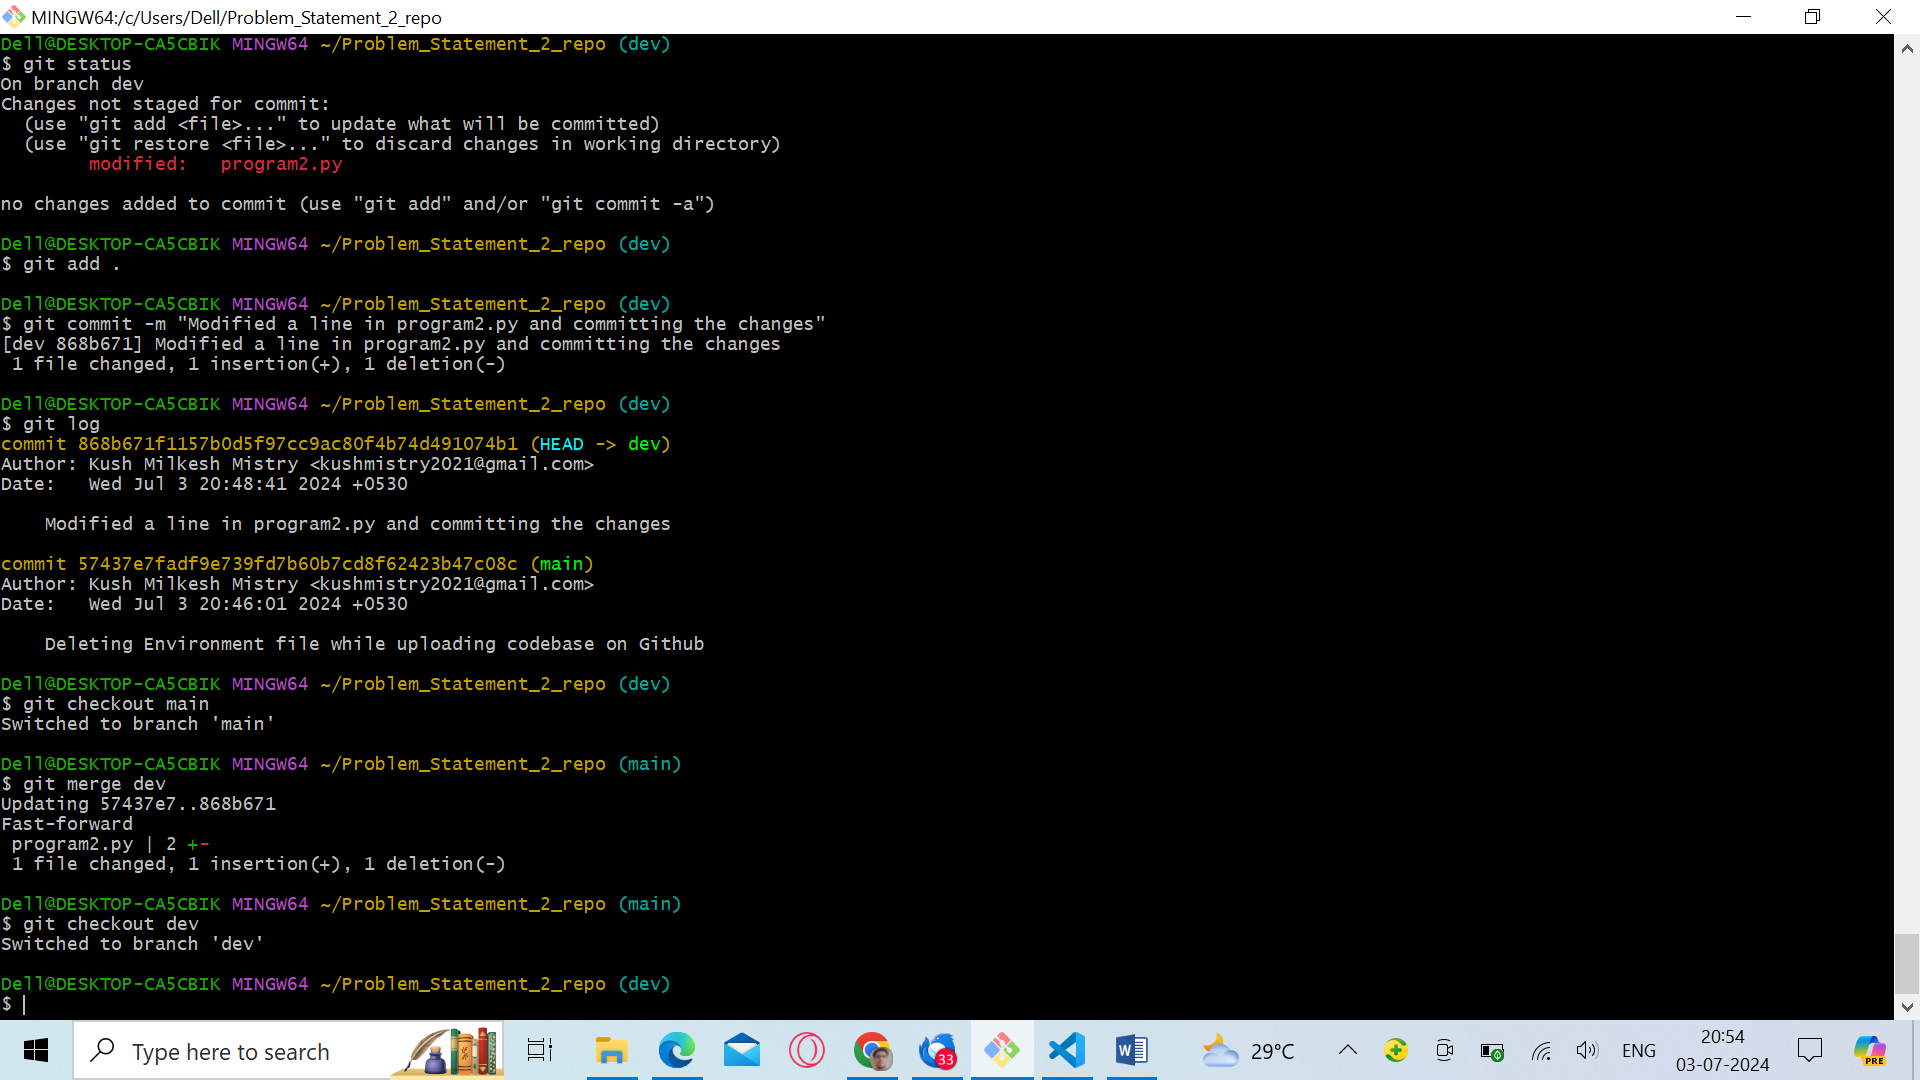 MINGW64:/c/Users/Dell/Problem_Statement_2_repo
Dell@DESKTOP-CA5CBIK MINGW64 ~/Problem_Statement_2_repo (dev)
$ git status
On branch dev
Changes not staged for commit:
  (use "git add <file>..." to update what will be committed)
  (use "git restore <file>..." to discard changes in working directory)
        modified:   program2.py

no changes added to commit (use "git add" and/or "git commit -a")

Dell@DESKTOP-CA5CBIK MINGW64 ~/Problem_Statement_2_repo (dev)
$ git add .

Dell@DESKTOP-CA5CBIK MINGW64 ~/Problem_Statement_2_repo (dev)
$ git commit -m "Modified a line in program2.py and committing the changes"
[dev 868b671] Modified a line in program2.py and committing the changes
 1 file changed, 1 insertion(+), 1 deletion(-)

Dell@DESKTOP-CA5CBIK MINGW64 ~/Problem_Statement_2_repo (dev)
$ git log
commit 868b671f1157b0d5f97cc9ac80f4b74d491074b1 (HEAD -> dev)
Author: Kush Milkesh Mistry <kushmistry2021@gmail.com>
Date:   Wed Jul 3 20:48:41 2024 +0530

    Modified a line in program2.py and committing the changes

commit 57437e7fadf9e739fd7b60b7cd8f62423b47c08c (main)
Author: Kush Milkesh Mistry <kushmistry2021@gmail.com>
Date:   Wed Jul 3 20:46:01 2024 +0530

    Deleting Environment file while uploading codebase on Github

Dell@DESKTOP-CA5CBIK MINGW64 ~/Problem_Statement_2_repo (dev)
$ git checkout main
Switched to branch 'main'

Dell@DESKTOP-CA5CBIK MINGW64 ~/Problem_Statement_2_repo (main)
$ git merge dev
Updating 57437e7..868b671
Fast-forward
 program2.py | 2 +-
 1 file changed, 1 insertion(+), 1 deletion(-)

Dell@DESKTOP-CA5CBIK MINGW64 ~/Problem_Statement_2_repo (main)
$ git checkout dev
Switched to branch 'dev'

Dell@DESKTOP-CA5CBIK MINGW64 ~/Problem_Statement_2_repo (dev)
$
Type here to search
33
W
29°C
ENG
20:54
03-07-2024
PRE